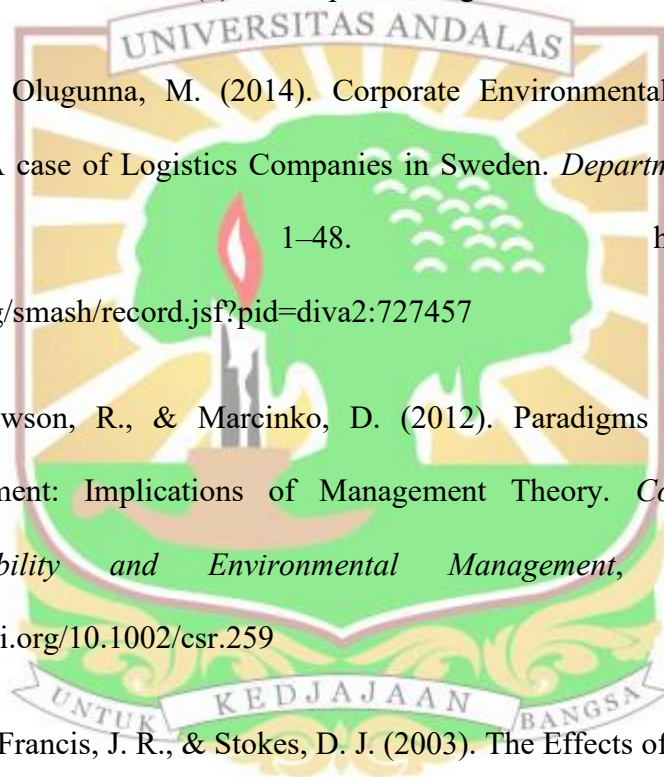 UNIVERSITAS ANDALAS
Olugunna, M. (2014). Corporate Environmental
A case of Logistics Companies in Sweden. Departm
1–48. h
g/smash/record.jsf?pid=diva2:727457
wson, R., & Marcinko, D. (2012). Paradigms
ment: Implications of Management Theory. Co
bility and Environmental Management,
i.org/10.1002/csr.259
UNTUK KEDJAJAAN BANGSA
Francis, J. R., & Stokes, D. J. (2003). The Effects of